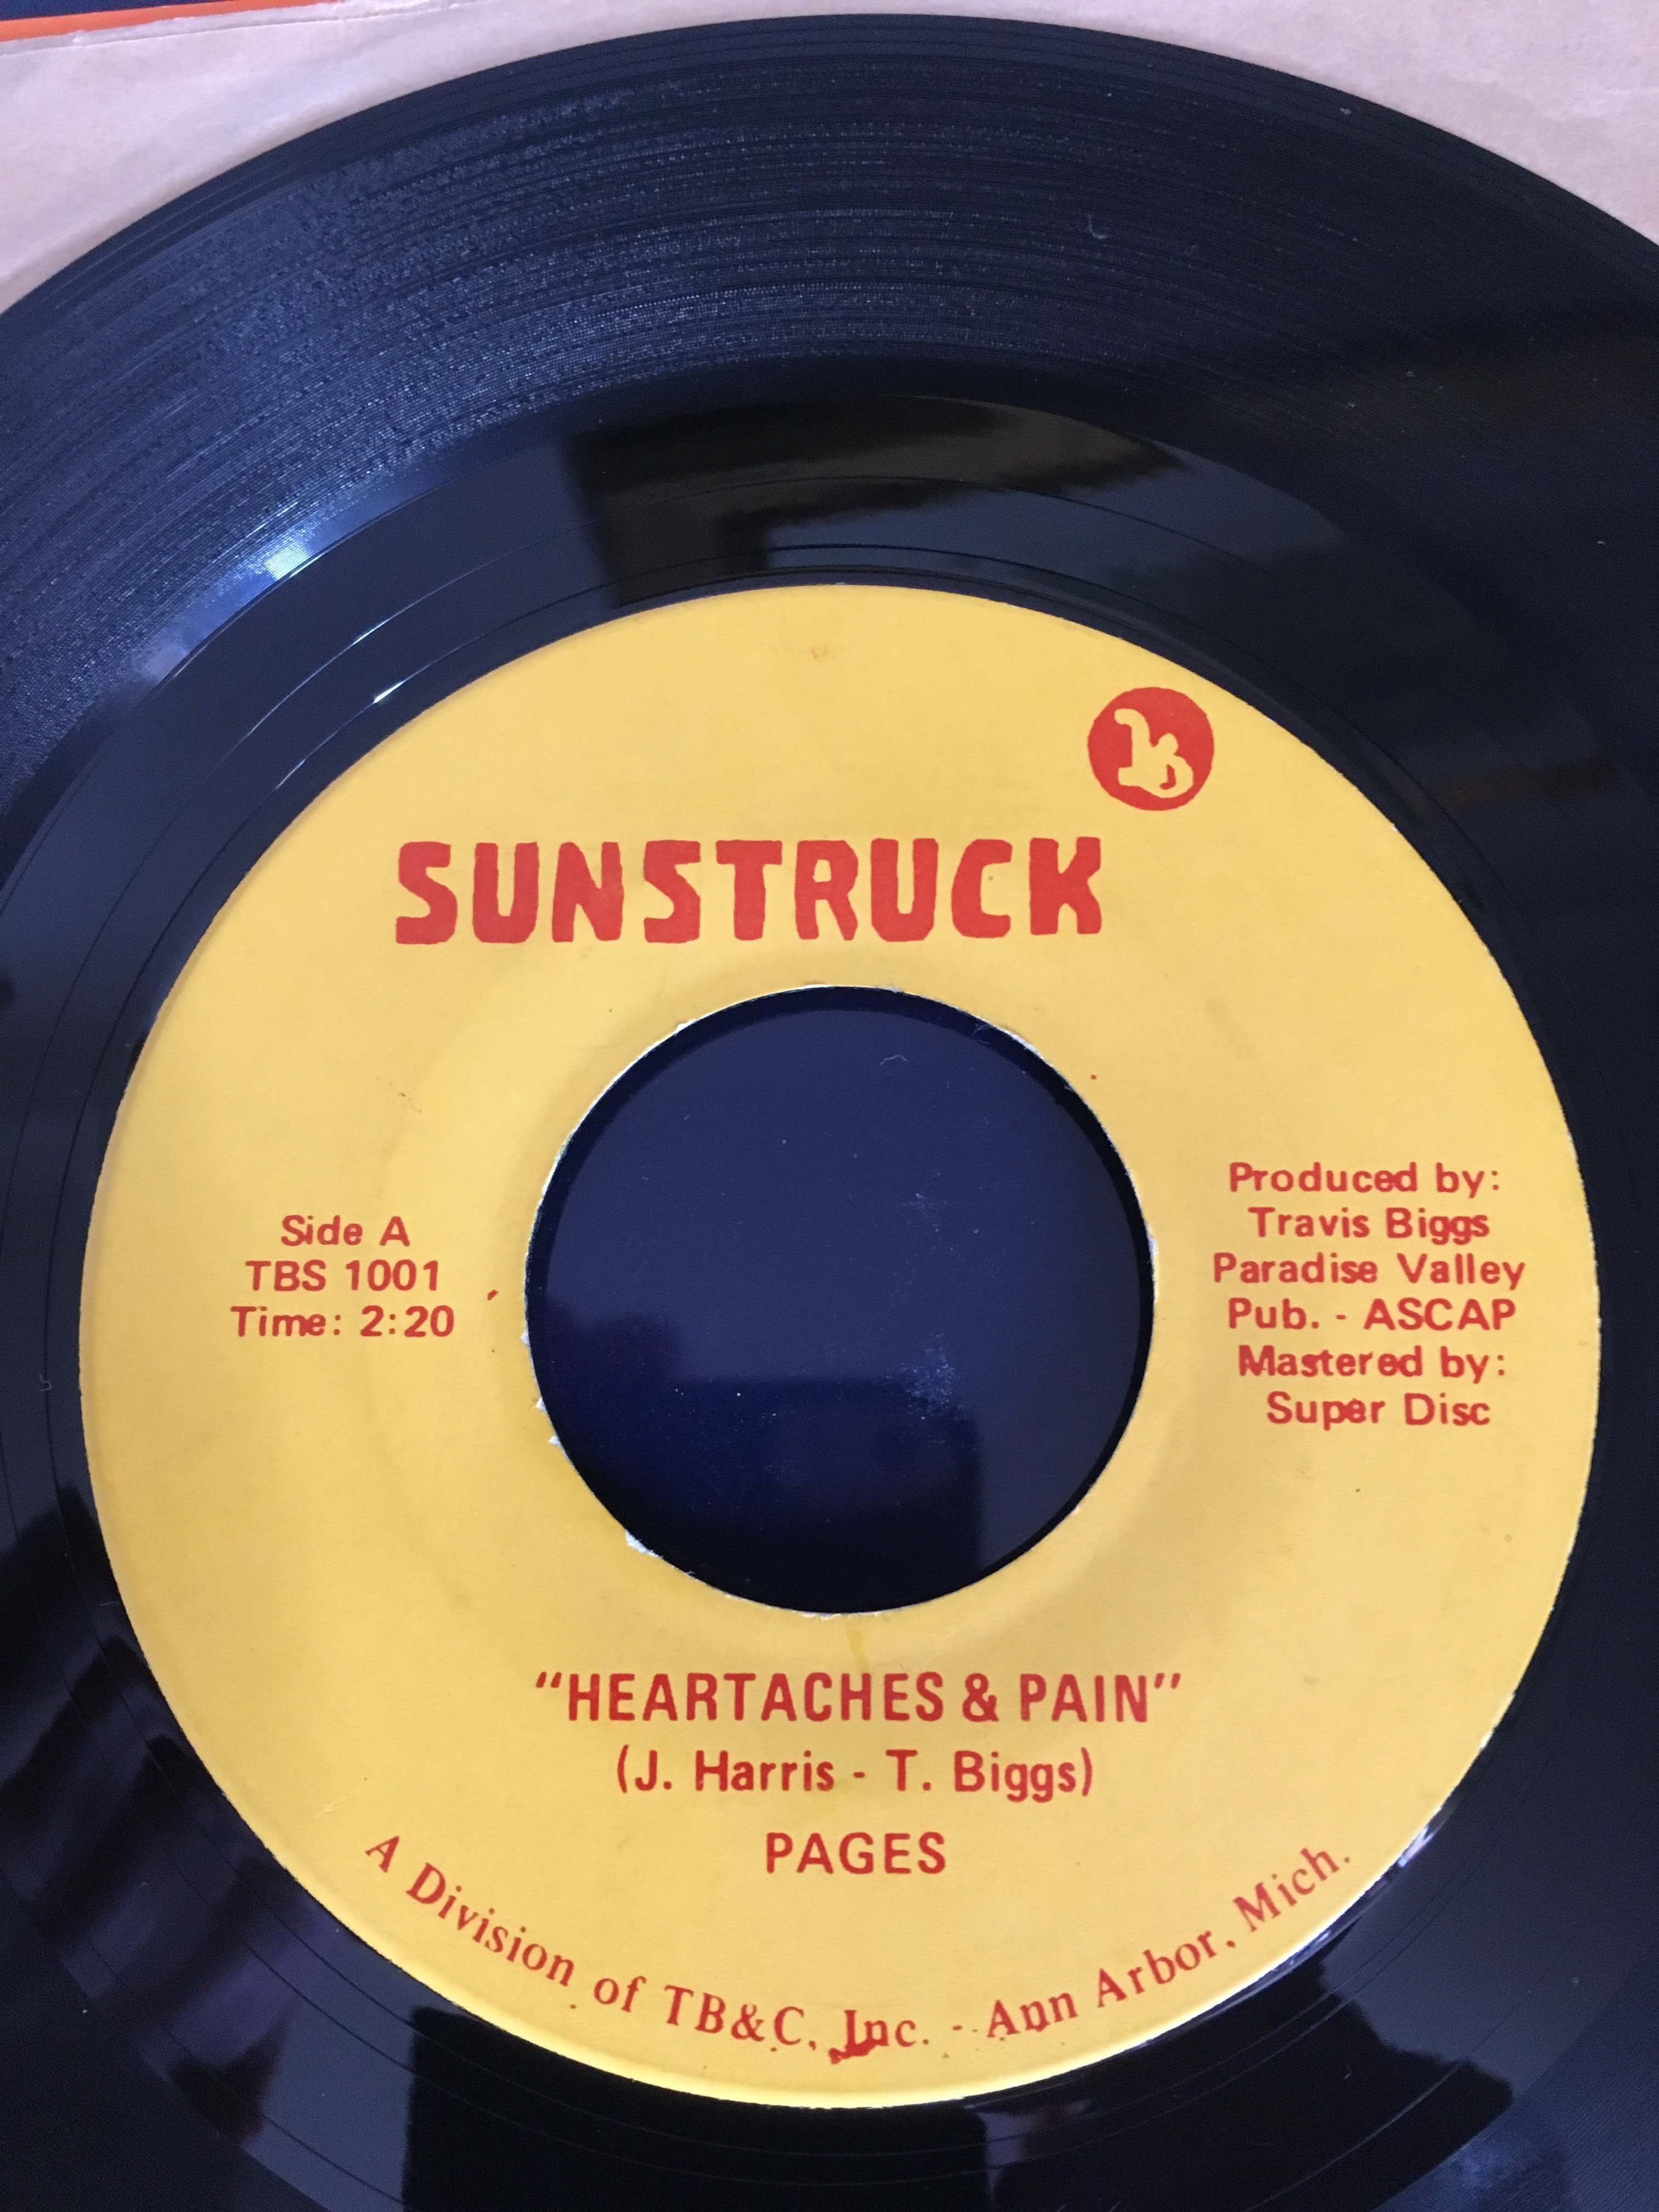 SUNSTRUCK
Side A
TBS 1001
Time: 2:20
Produced by:
Travis Biggs
Paradise Valley
Pub. - ASCAP
Mastered by:
Super Disc
"HEARTACHES & PAIN"
(J. Harris - T. Biggs)
PAGES
A Division of TB&C, Inc. - Ann Arbor, Mich.